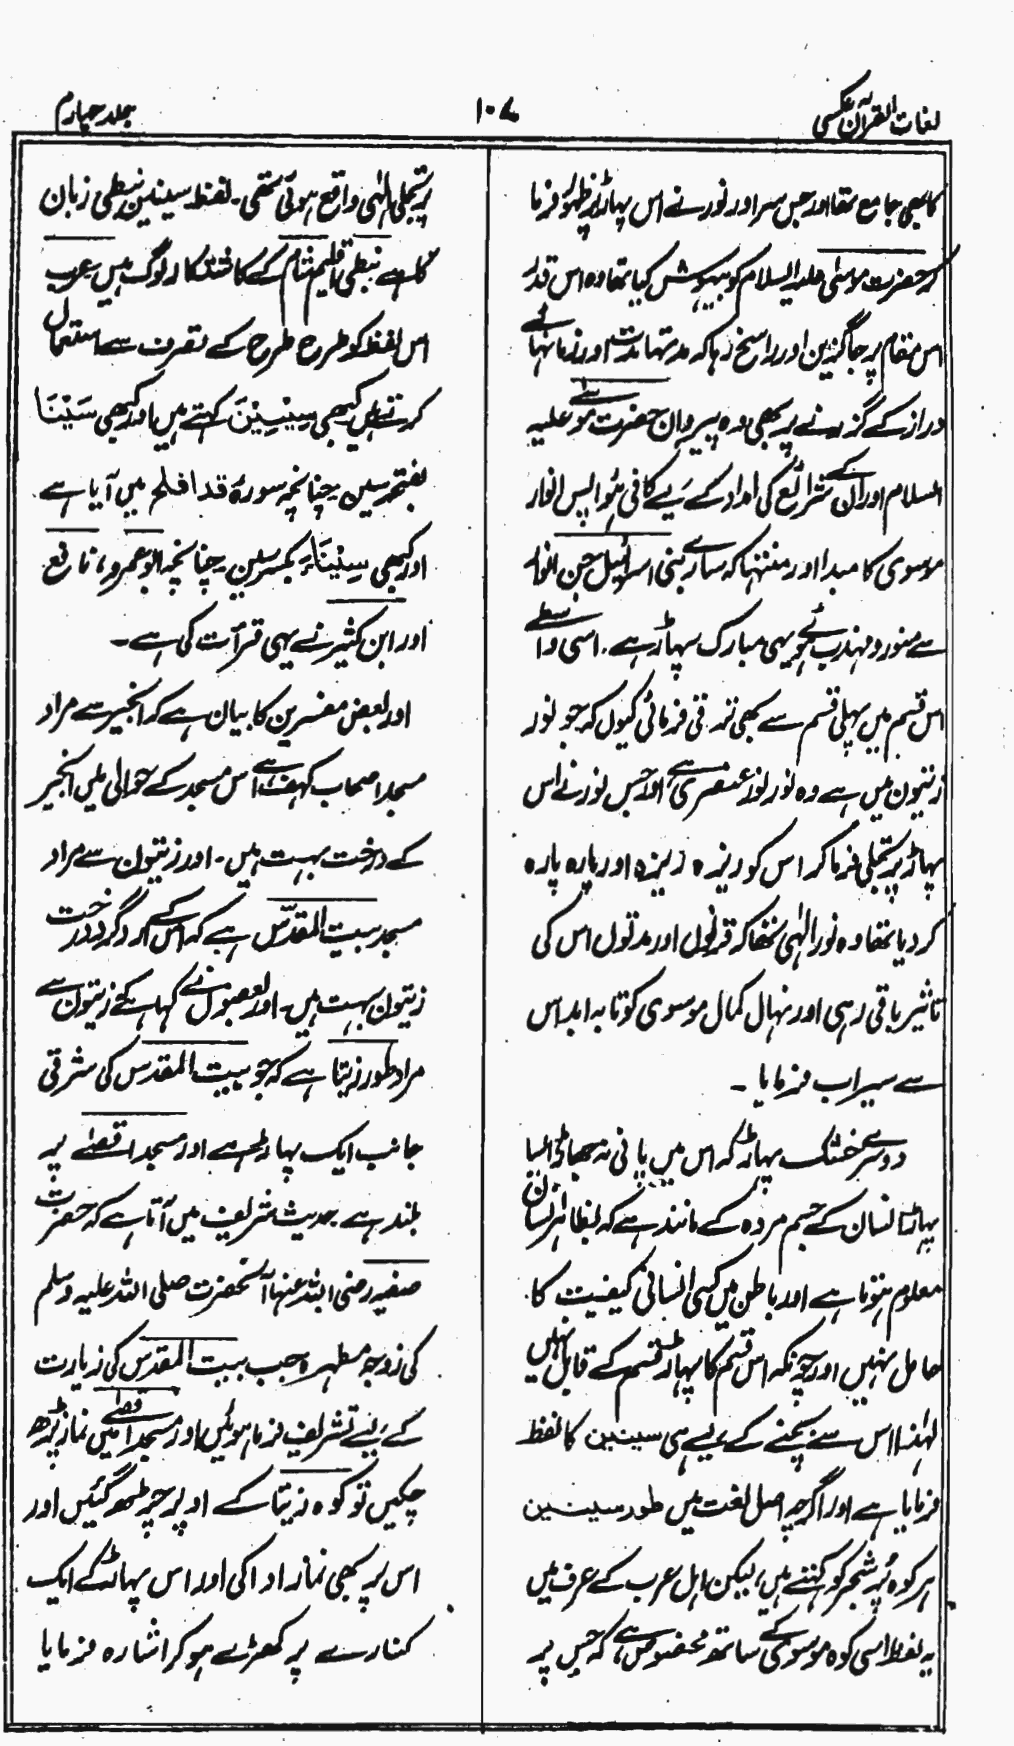 لغات القرآن عکسی
۱۰۷
جلد چہارم
کا بھی جامع تھا اور جس سر اور نور نے اس پہاڑ پر ظہور فرما
کر حضرت موسیٰ علیہ السلام کو بیہوش کیا تھا وہ اس قدر
اس مقام پر جاگزین اور راسخ رہا کہ مدتہا مدت اور زمانہائے
دراز کے گزرنے پر بھی وہ پیروان حضرت موسیٰ علیہ
السلام اور ان کے شرائع کی امداد کے لیے کافی ہوا پس انوار
موسوی کا مبدا اور منتہا کہ سارے بنی اسرائیل جن انوار
سے منور و مہذب ہوئے یہی مبارک پہاڑ ہے۔ اسی واسطے
اس قسم میں پہلی قسم سے بھی ترقی فرمائی کیوں کہ جو نور
زیتون میں ہے وہ نور نور عنصری ہے اور جس نور نے اس
پہاڑ پر تجلی فرما کر اس کو ریزہ ریزہ اور پارہ پارہ
کر دیا تھا وہ نور الٰہی تھا کہ قرنوں اور مدتوں اس کی
تاثیر باقی رہی اور نہال کمال موسوی کو تا بہ ابد اس
سے سیراب فرمایا ۔
دوسرے خشک پہاڑ کہ اس میں پانی نہ جھاڑ ایسا
پہاڑ انسان کے جسم مردہ کے مانند ہے کہ بظاہر انسان
معلوم ہوتا ہے اور باطن میں کسی انسانی کیفیت کا
حامل نہیں اور چونکہ اس قسم کا پہاڑ قسم کے قابل نہیں
لہٰذا اس سے بچنے کے لیے ہی سینین کا لفظ
فرمایا ہے اور اگرچہ اصل لغت میں طور سینین
ہر کوہ پُر شجر کو کہتے ہیں، لیکن اہل عرب کے عرف میں
یہ لفظ اسی کوہ موسوی کے ساتھ مخصوص ہے کہ جس پر
پر تجلی الٰہی واقع ہوئی تھی۔ لفظ سینین نبطی زبان
کا ہے نبطی اقلیم شام کے کاشتکار لوگ ہیں عرب
اس لفظ کو طرح طرح کے تصرف سے استعمال
کرتے ہیں کبھی سِیْنِیْنَ کہتے ہیں اور کبھی سَیْنَا
بفتح سین چنانچہ سورۂ قد افلح میں آیا ہے
اور کبھی سِیْنَاءَ بکسر سین چنانچہ ابو عمرو، نافع
اور ابن کثیر نے یہی قرأت کی ہے ۔
اور بعض مفسرین کا بیان ہے کہ انجیر سے مراد
مسجد اصحاب کہف ہے، اس مسجد کے حوالی میں انجیر
کے درخت بہت ہیں۔ اور زیتون سے مراد
مسجد بیت المقدس ہے کہ اس کے ارد گرد درخت
زیتون بہت ہیں۔ اور بعضوں نے کہا ہے کہ زیتون سے
مراد طور زیتا ہے کہ جو بیت المقدس کی شرقی
جانب ایک پہاڑ ہے اور مسجد اقصےٰ پر
بلند ہے حدیث شریف میں آتا ہے کہ حضرت
صفیہ رضی اللہ عنہا آنحضرت صلی اللہ علیہ وسلم
کی زوجہ مطہرہ جب بیت المقدس کی زیارت
کے لیے تشریف فرما ہوئیں اور مسجد اقصےٰ میں نماز پڑھ
چکیں تو کوہ زیتا کے اوپر چڑھ گئیں اور
اس پر بھی نماز ادا کی اور اس پہاڑ کے ایک
کنارے پر کھڑے ہو کر اشارہ فرمایا